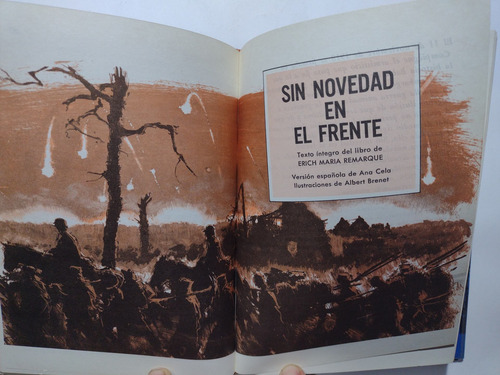 SIN NOVEDAD
EN
EL FRENTE
Texto íntegro del libro de
ERICH MARIA REMARQUE
Versión española de Ana Cela
Ilustraciones de Albert Brenet